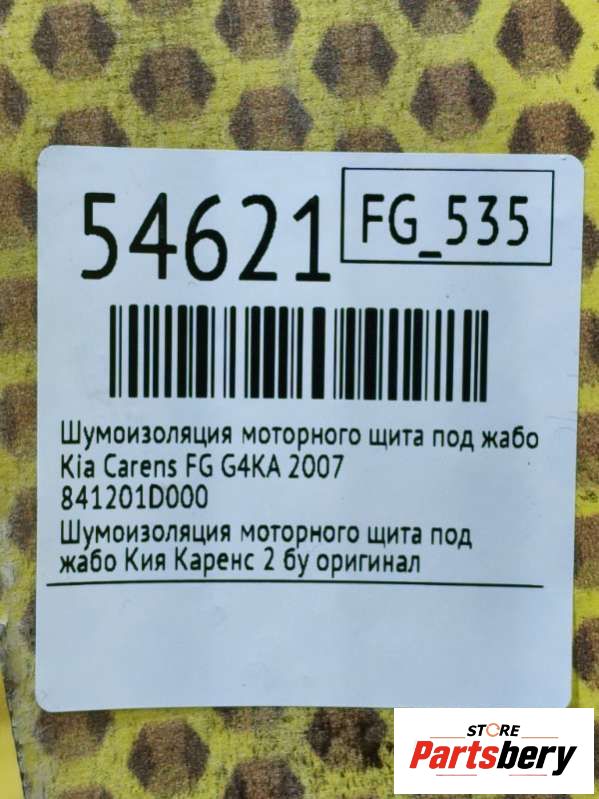 54621
FG_535
Шумоизоляция моторного щита под жабо
Kia Carens FG G4KA 2007
841201D000
Шумоизоляция моторного щита под
жабо Кия Каренс 2 бу оригинал
STORE
Partsbery